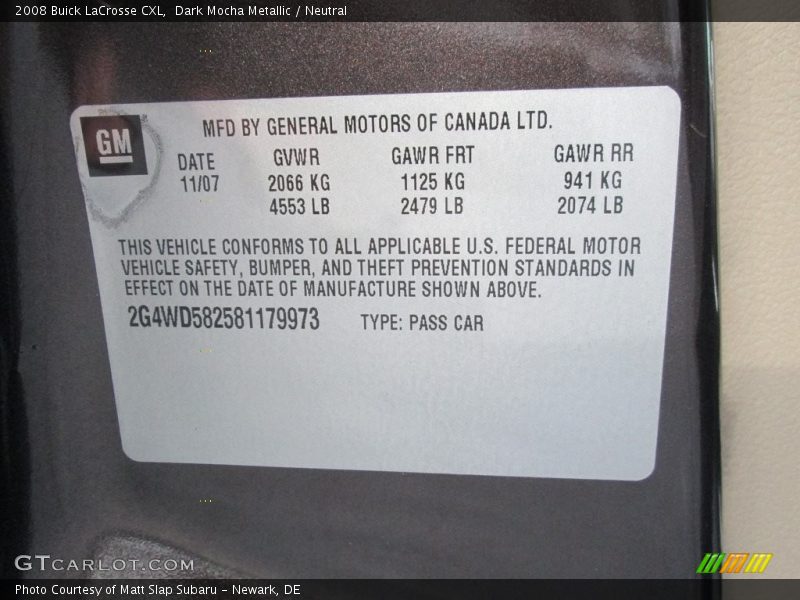 2008 Buick LaCrosse CXL,  Dark Mocha Metallic / Neutral
GM
MFD BY GENERAL MOTORS OF CANADA LTD.
DATE GVWR GAWR FRT GAWR RR
11/07 2066 KG 1125 KG 941 KG
4553 LB 2479 LB 2074 LB
THIS VEHICLE CONFORMS TO ALL APPLICABLE U.S. FEDERAL MOTOR
VEHICLE SAFETY, BUMPER, AND THEFT PREVENTION STANDARDS IN
EFFECT ON THE DATE OF MANUFACTURE SHOWN ABOVE.
2G4WD582581179973 TYPE: PASS CAR
GTCARLOT.COM
Photo Courtesy of Matt Slap Subaru - Newark, DE